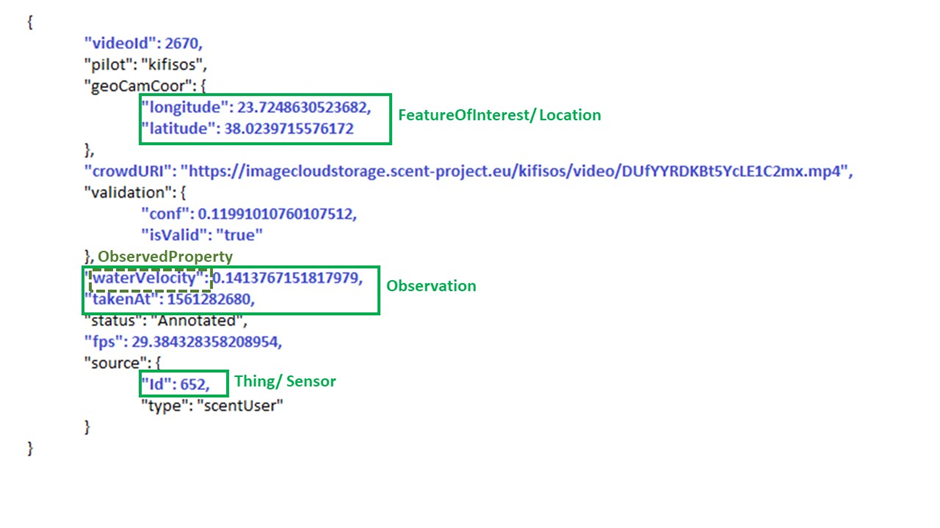 {
"videoId": 2670,
"pilot": "kifisos",
"geoCamCoor": {
"longitude": 23.7248630523682,
"latitude": 38.0239715576172
FeatureOfInterest/ Location
},
"crowdURI": "https://imagecloudstorage.scent-project.eu/kifisos/video/DUfYYRDKBt5YcLE1C2mx.mp4",
"validation": {
"conf": 0.11991010760107512,
"isValid": "true"
}, ObservedProperty
"waterVelocity": 0.1413767151817979,
"takenAt": 1561282680,
Observation
"status": "Annotated",
"fps": 29.384328358208954,
"source": {
"Id": 652, Thing/ Sensor
"type": "scentUser"
}
}